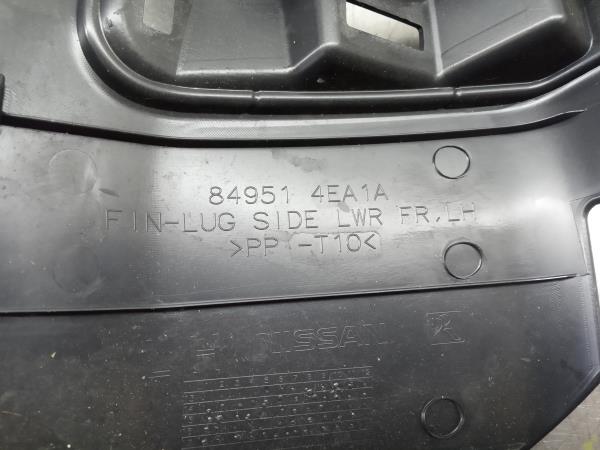 84951 4EA1A
FIN-LUG SIDE LWR FR,LH
>PP -T10<
NISSAN